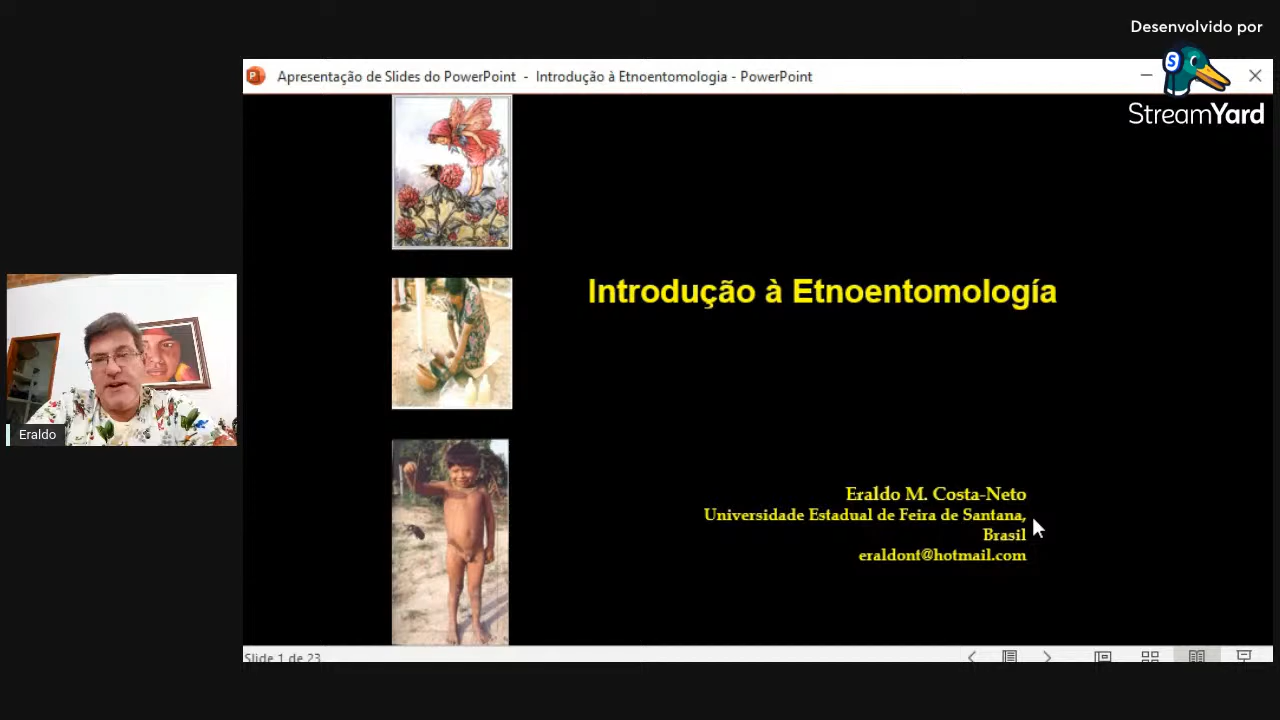 Desenvolvido por
StreamYard
Apresentação de Slides do PowerPoint - Introdução à Etnoentomologia - PowerPoint
Introdução à Etnoentomología
Eraldo M. Costa-Neto
Universidade Estadual de Feira de Santana,
Brasil
eraldont@hotmail.com
Eraldo
Slide 1 de 23